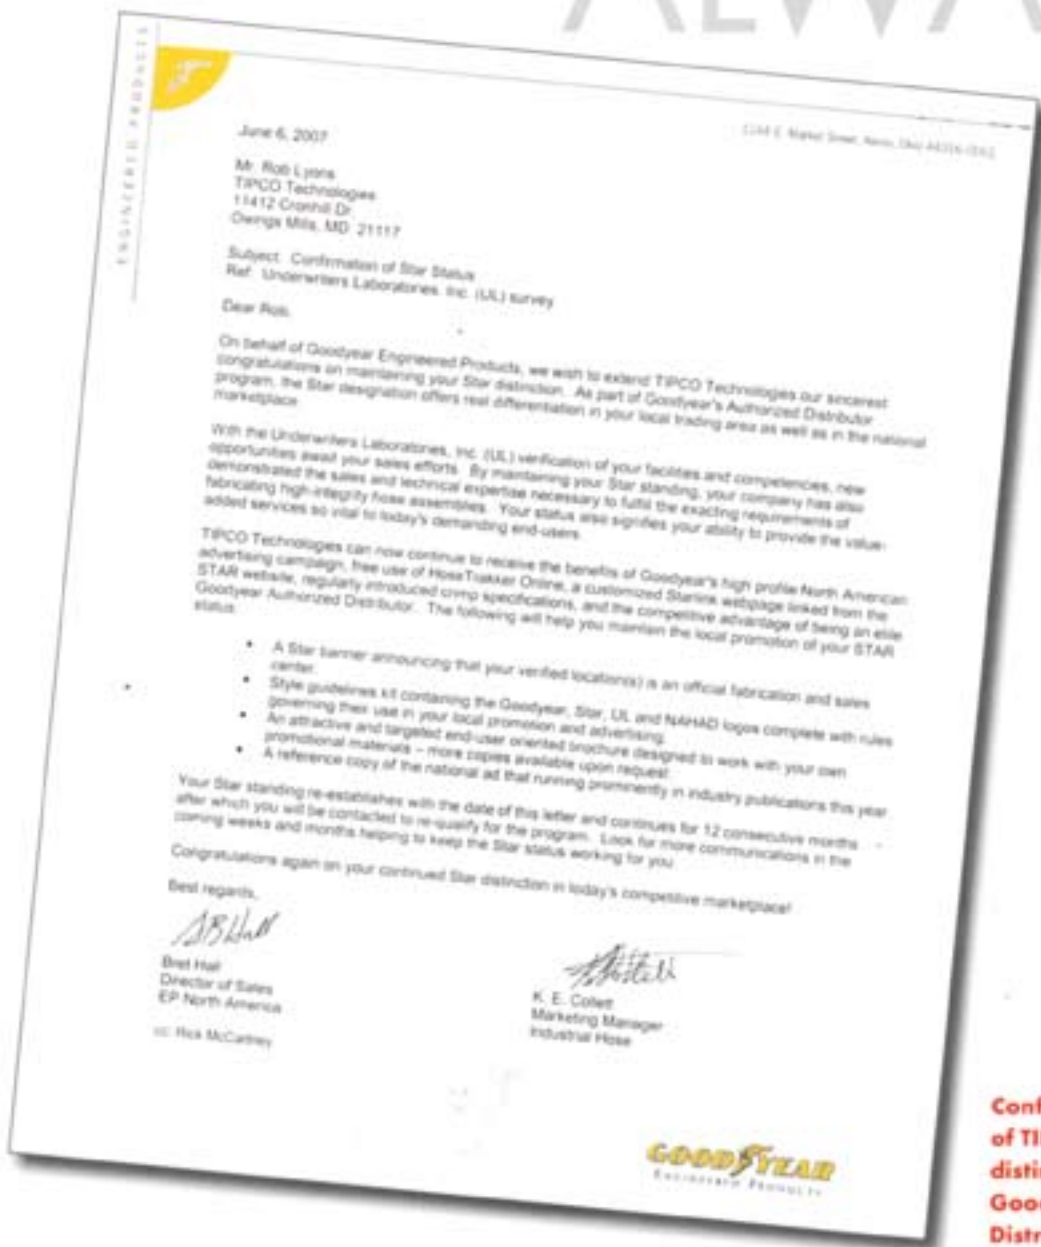 ALWA
ENGINEERED PRODUCTS
June 6, 2007
Mr. Rob Lyons
TIPCO Technologies
11412 Cronhill Dr.
Owings Mills, MD 21117
Subject: Confirmation of Star Status
Ref: Underwriters Laboratories, Inc. (UL) survey
Dear Rob,
On behalf of Goodyear Engineered Products, we wish to extend TIPCO Technologies our sincerest
congratulations on maintaining your Star distinction. As part of Goodyear's Authorized Distributor
program, the Star designation offers real differentiation in your local trading area as well as in the national
marketplace.
With the Underwriters Laboratories, Inc. (UL) verification of your facilities and competencies, new
opportunities await your sales efforts. By maintaining your Star standing, your company has also
demonstrated the sales and technical expertise necessary to fulfill the exacting requirements of
fabricating high-integrity hose assemblies. Your status also signifies your ability to provide the value-
added services so vital to today's demanding end-users.
TIPCO Technologies can now continue to receive the benefits of Goodyear's high profile North American
advertising campaign, free use of HoseTrakker Online, a customized Starlink webpage linked from the
STAR website, regularly introduced crimp specifications, and the competitive advantage of being an elite
Goodyear Authorized Distributor. The following will help you maintain the local promotion of your STAR
status:
• A Star banner announcing that your verified location(s) is an official fabrication and sales
center.
• Style guidelines kit containing the Goodyear, Star, UL and NAHAD logos complete with rules
governing their use in your local promotion and advertising.
• An attractive and targeted end-user oriented brochure designed to work with your own
promotional materials – more copies available upon request.
• A reference copy of the national ad that running prominently in industry publications this year.
Your Star standing re-establishes with the date of this letter and continues for 12 consecutive months
after which you will be contacted to re-qualify for the program. Look for more communications in the
coming weeks and months helping to keep the Star status working for you.
Congratulations again on your continued Star distinction in today's competitive marketplace!
Best regards,
Bret Hall
Director of Sales
EP North America
K. E. Collett
Marketing Manager
Industrial Hose
cc: Rick McCartney
GOODYEAR
ENGINEERED PRODUCTS
Conf
of TI
distin
Good
Distr